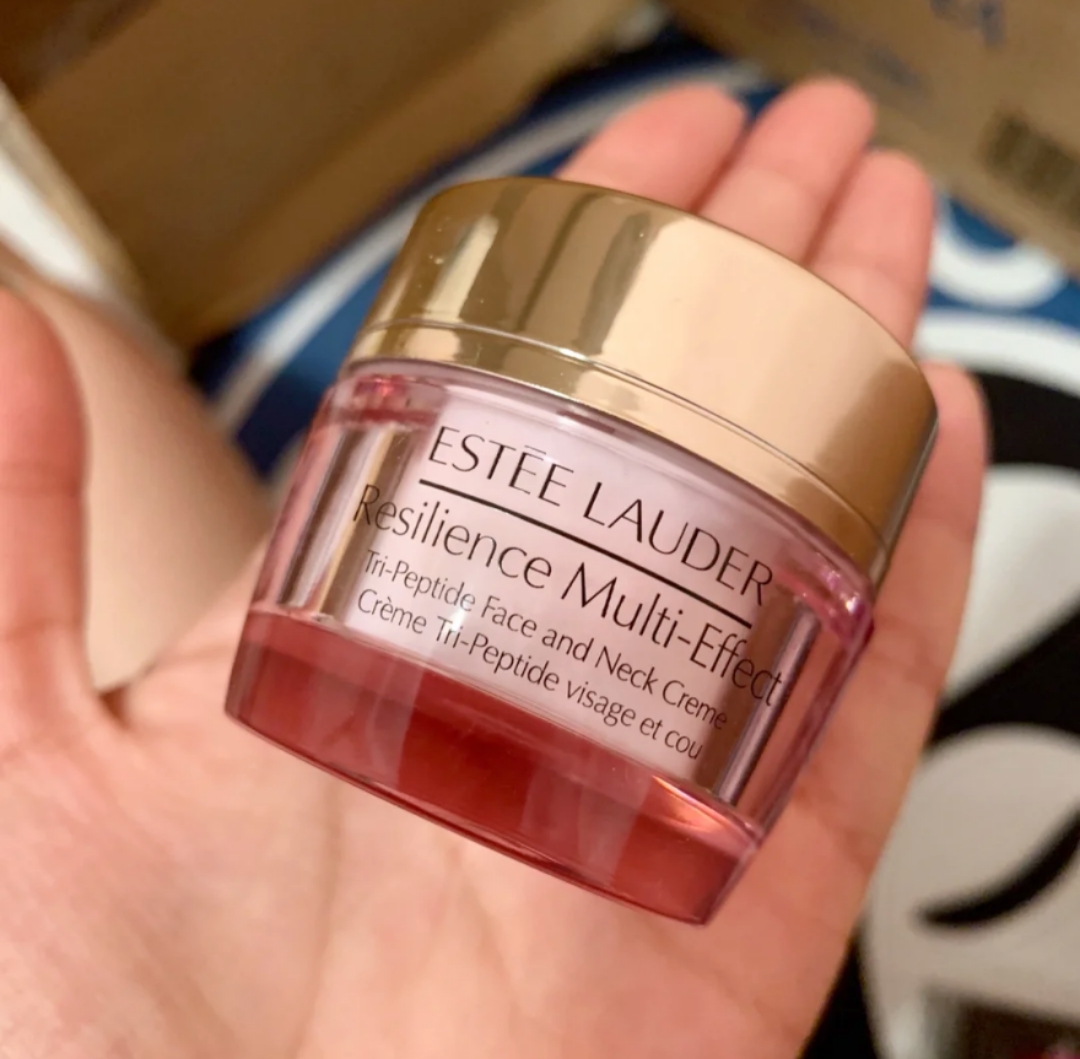 ESTĒE LAUDER
Resilience Multi-Effect
Tri-Peptide Face and Neck Creme
Crème Tri-Peptide visage et cou